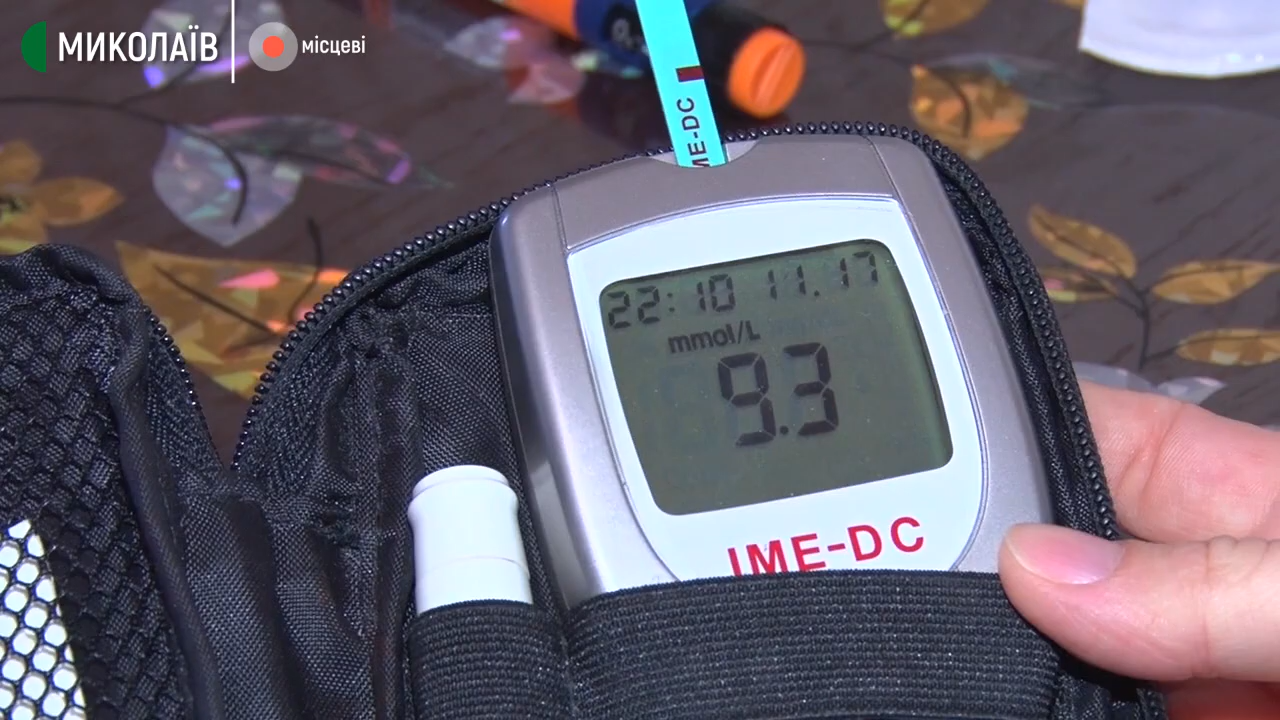 МИКОЛАЇВ
місцеві
IME-DC
22:10 11.17
mmol/L
9.3
IME-DC